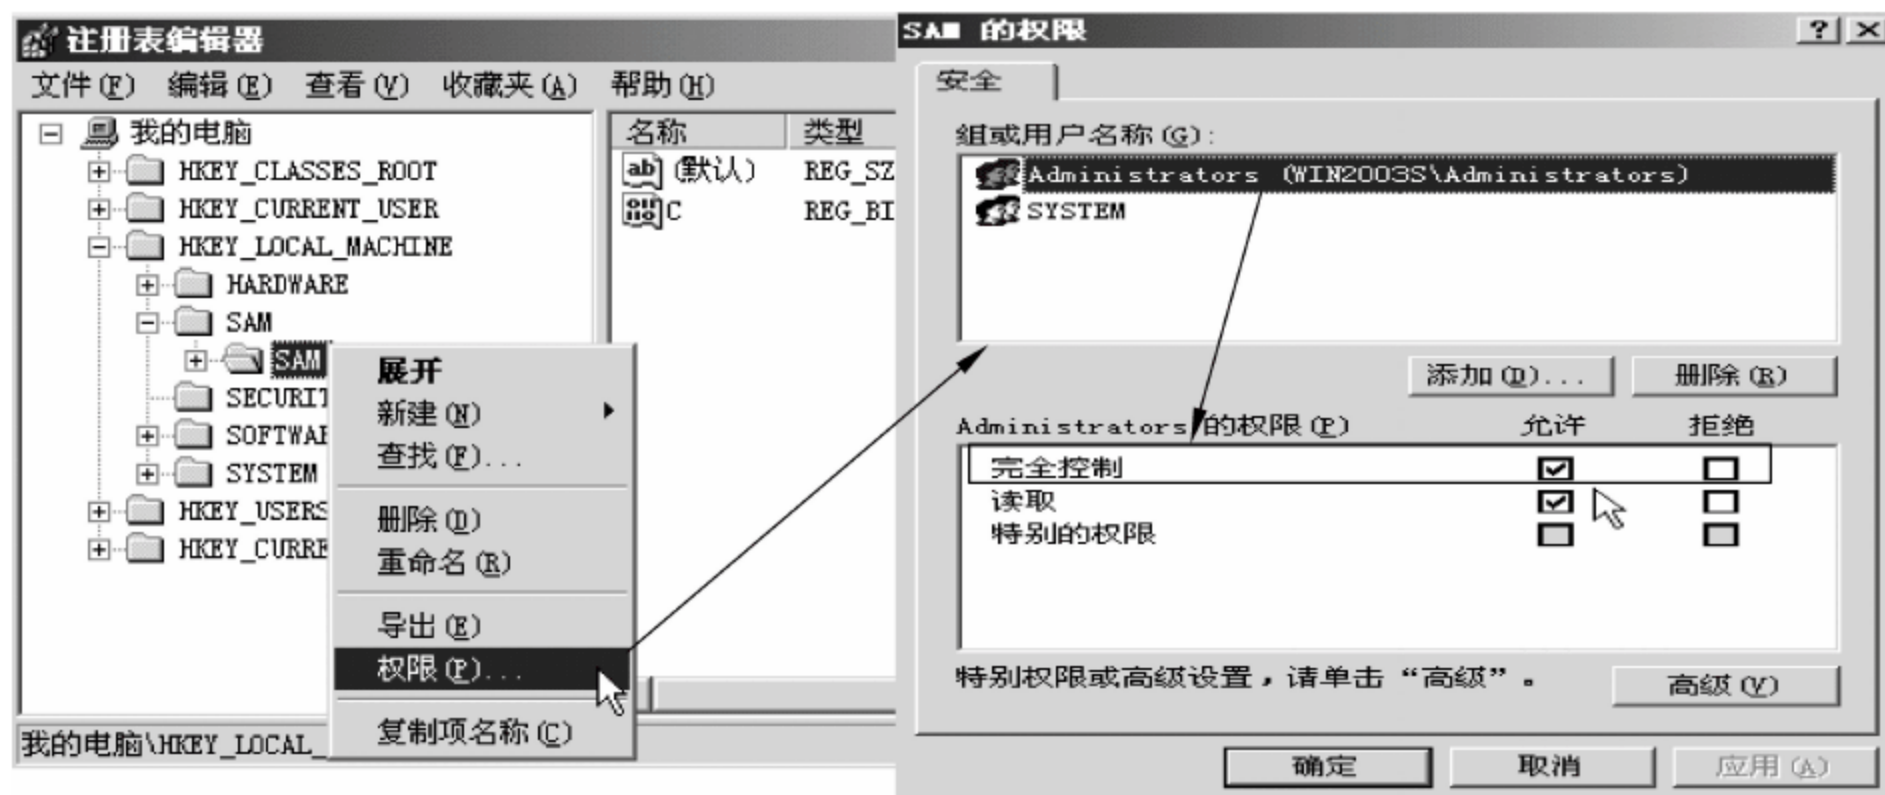 注册表编辑器
文件(F) 编辑(E) 查看(V) 收藏夹(A) 帮助(H)
我的电脑
HKEY_CLASSES_ROOT
HKEY_CURRENT_USER
HKEY_LOCAL_MACHINE
HARDWARE
SAM
SAM
SECURIT
SOFTWAR
SYSTEM
HKEY_USERS
HKEY_CURRE
名称 类型
(默认) REG_SZ
C REG_BI
展开
新建(N)
查找(F)...
删除(D)
重命名(R)
导出(E)
权限(P)...
复制项名称(C)
我的电脑\HKEY_LOCAL_
SAM 的权限
安全
组或用户名称(G):
Administrators (WIN2003S\Administrators)
SYSTEM
添加(D)... 删除(R)
Administrators 的权限(P) 允许 拒绝
完全控制
读取
特别的权限
特别权限或高级设置，请单击“高级”。 高级(V)
确定 取消 应用(A)